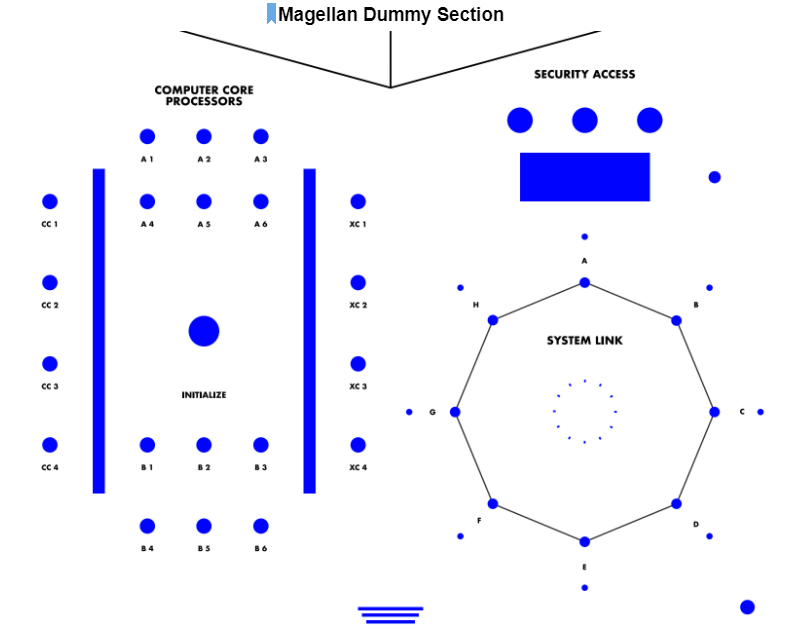 Magellan Dummy Section
COMPUTER CORE
PROCESSORS
SECURITY ACCESS
A 1 A 2 A 3
CC 1 A 4 A 5 A 6 XC 1
A
CC 2 XC 2
H B
SYSTEM LINK
CC 3 XC 3
INITIALIZE
G C
CC 4 B 1 B 2 B 3 XC 4
F D
B 4 B 5 B 6
E